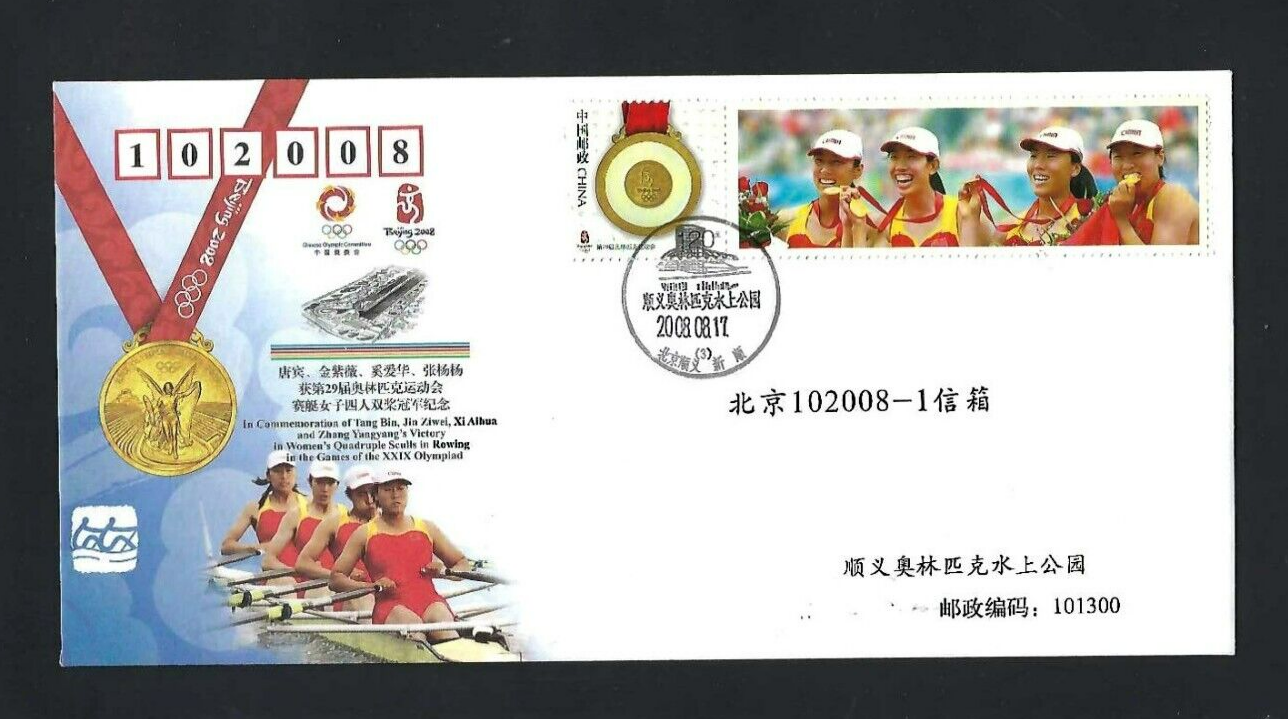 102008
Beijing 2008
Chinese Olympic Committee
Beijing 2008
唐宾、金紫薇、奚爱华、张杨杨
获第29届奥林匹克运动会
赛艇女子四人双桨冠军纪念
In Commemoration of Tang Bin, Jin Ziwei, Xi Aihua
and Zhang Yangyang's Victory
in Women's Quadruple Sculls in Rowing
in the Games of the XXIX Olympiad
中国邮政 CHINA
顺义奥林匹克水上公园
2008.08.17
(3)
北京顺义 新顺
北京102008-1信箱
顺义奥林匹克水上公园
邮政编码：101300